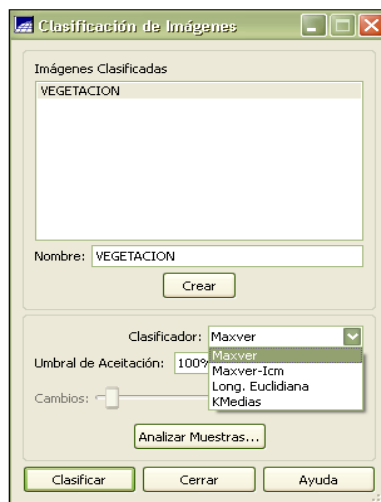 Clasificación de Imágenes
Imágenes Clasificadas
VEGETACION
Nombre: VEGETACION
Crear
Clasificador: Maxver
Umbral de Aceitación: 100%
Maxver
Maxver-Icm
Long. Euclidiana
KMedias
Cambios:
Analizar Muestras...
Clasificar Cerrar Ayuda